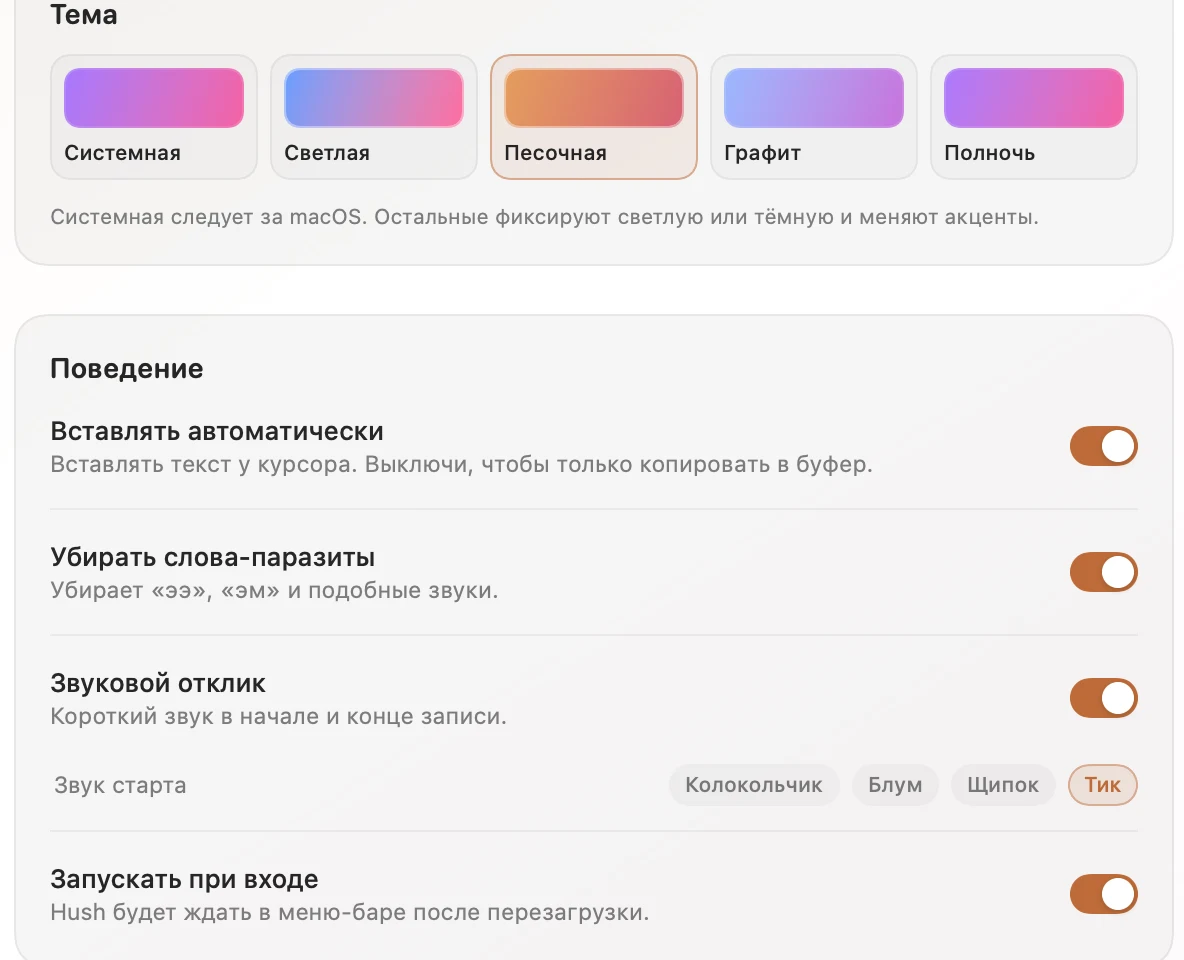 Тема
Системная
Светлая
Песочная
Графит
Полночь
Системная следует за macOS. Остальные фиксируют светлую или тёмную и меняют акценты.
Поведение
Вставлять автоматически
Вставлять текст у курсора. Выключи, чтобы только копировать в буфер.
Убирать слова-паразиты
Убирает «ээ», «эм» и подобные звуки.
Звуковой отклик
Короткий звук в начале и конце записи.
Звук старта
Колокольчик
Блум
Щипок
Тик
Запускать при входе
Hush будет ждать в меню-баре после перезагрузки.